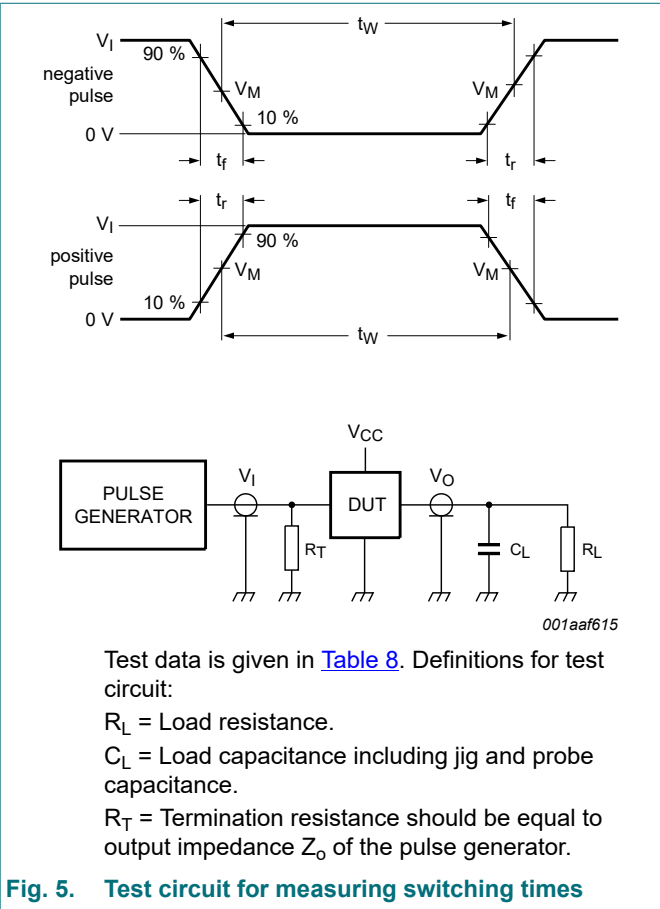 tW
VI
90 %
negative
pulse
VM
VM
10 %
0 V
tf
tr
tr
tf
VI
90 %
positive
pulse
VM
VM
10 %
0 V
tW
VCC
VI
VO
PULSE
GENERATOR
DUT
RT
CL
RL
001aaf615
Test data is given in Table 8. Definitions for test
circuit:
RL = Load resistance.
CL = Load capacitance including jig and probe
capacitance.
RT = Termination resistance should be equal to
output impedance Zo of the pulse generator.
Fig. 5. Test circuit for measuring switching times